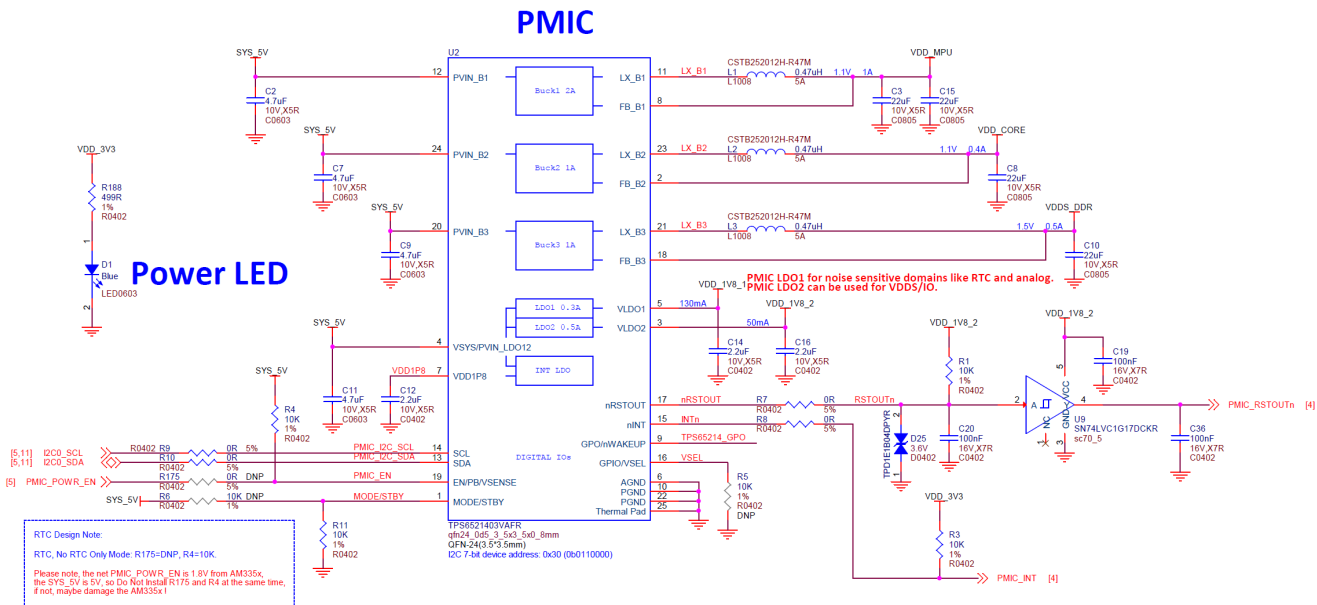 PMIC
SYS_5V
C2
4.7uF
10V,X5R
C0603
SYS_5V
C7
4.7uF
10V,X5R
C0603
SYS_5V
C9
4.7uF
10V,X5R
C0603
VDD_3V3
R188
499R
1%
R0402
1
D1
Blue
LED0603
2
Power LED
SYS_5V
C11
4.7uF
10V,X5R
C0603
VDD1P8
C12
2.2uF
10V,X5R
C0402
SYS_5V
R4
10K
1%
R0402
[5,11] I2C0_SCL
R0402 R9 0R 5%
PMIC_I2C_SCL
[5,11] I2C0_SDA
R10 0R
R0402 5%
PMIC_I2C_SDA
[5] PMIC_POWR_EN
R175 0R DNP
R0402 5%
PMIC_EN
SYS_5V
R6 10K DNP
R0402 1%
MODE/STBY
R11
10K
1%
R0402
U2
12 PVIN_B1
24 PVIN_B2
20 PVIN_B3
4 VSYS/PVIN_LDO12
7 VDD1P8
14 SCL
13 SDA
19 EN/PB/VSENSE
1 MODE/STBY
Buck1 2A
Buck2 1A
Buck3 1A
LDO1 0.3A
LDO2 0.5A
INT LDO
DIGITAL IOs
LX_B1 11
FB_B1 8
LX_B2 23
FB_B2 2
LX_B3 21
FB_B3 18
VLDO1 5
VLDO2 3
nRSTOUT 17
nINT 15
GPO/nWAKEUP 9
GPIO/VSEL 16
AGND 6
PGND 10
PGND 22
Thermal Pad 25
TPS6521403VAFR
qfn24_0d5_3_5x3_5x0_8mm
QFN-24(3.5*3.5mm)
I2C 7-bit device address: 0x30 (0b0110000)
LX_B1
CSTB252012H-R47M
L1 0.47uH
L1008 5A
1.1V 1A
VDD_MPU
C3
22uF
10V,X5R
C0805
C15
22uF
10V,X5R
C0805
LX_B2
CSTB252012H-R47M
L2 0.47uH
L1008 5A
1.1V 0.4A
VDD_CORE
C8
22uF
10V,X5R
C0805
LX_B3
CSTB252012H-R47M
L3 0.47uH
L1008 5A
1.5V 0.5A
VDDS_DDR
C10
22uF
10V,X5R
C0805
PMIC LDO1 for noise sensitive domains like RTC and analog.
PMIC LDO2 can be used for VDDS/IO.
VDD_1V8_1
130mA
VDD_1V8_2
50mA
C14
2.2uF
10V,X5R
C0402
C16
2.2uF
10V,X5R
C0402
nRSTOUT
R7 0R
R0402 5%
RSTOUTn
INTn
R8 0R
R0402 5%
TPS65214_GPO
VSEL
R5
10K
1%
R0402
DNP
VDD_1V8_2
R1
10K
1%
R0402
2
TPD1E1B04DPYR
D25
3.6V
D0402
1
C20
100nF
16V,X7R
C0402
VDD_1V8_2
C19
100nF
16V,X7R
C0402
5
2 A
VCC
4
NC
GND
1
3
U9
SN74LVC1G17DCKR
sc70_5
C36
100nF
16V,X7R
C0402
PMIC_RSTOUTn [4]
VDD_3V3
R3
10K
1%
R0402
PMIC_INT [4]
RTC Design Note:
RTC, No RTC Only Mode: R175=DNP, R4=10K.
Please note, the net PMIC_POWR_EN is 1.8V from AM335x,
the SYS_5V is 5V, so Do Not Install R175 and R4 at the same time,
if not, maybe damage the AM335x !